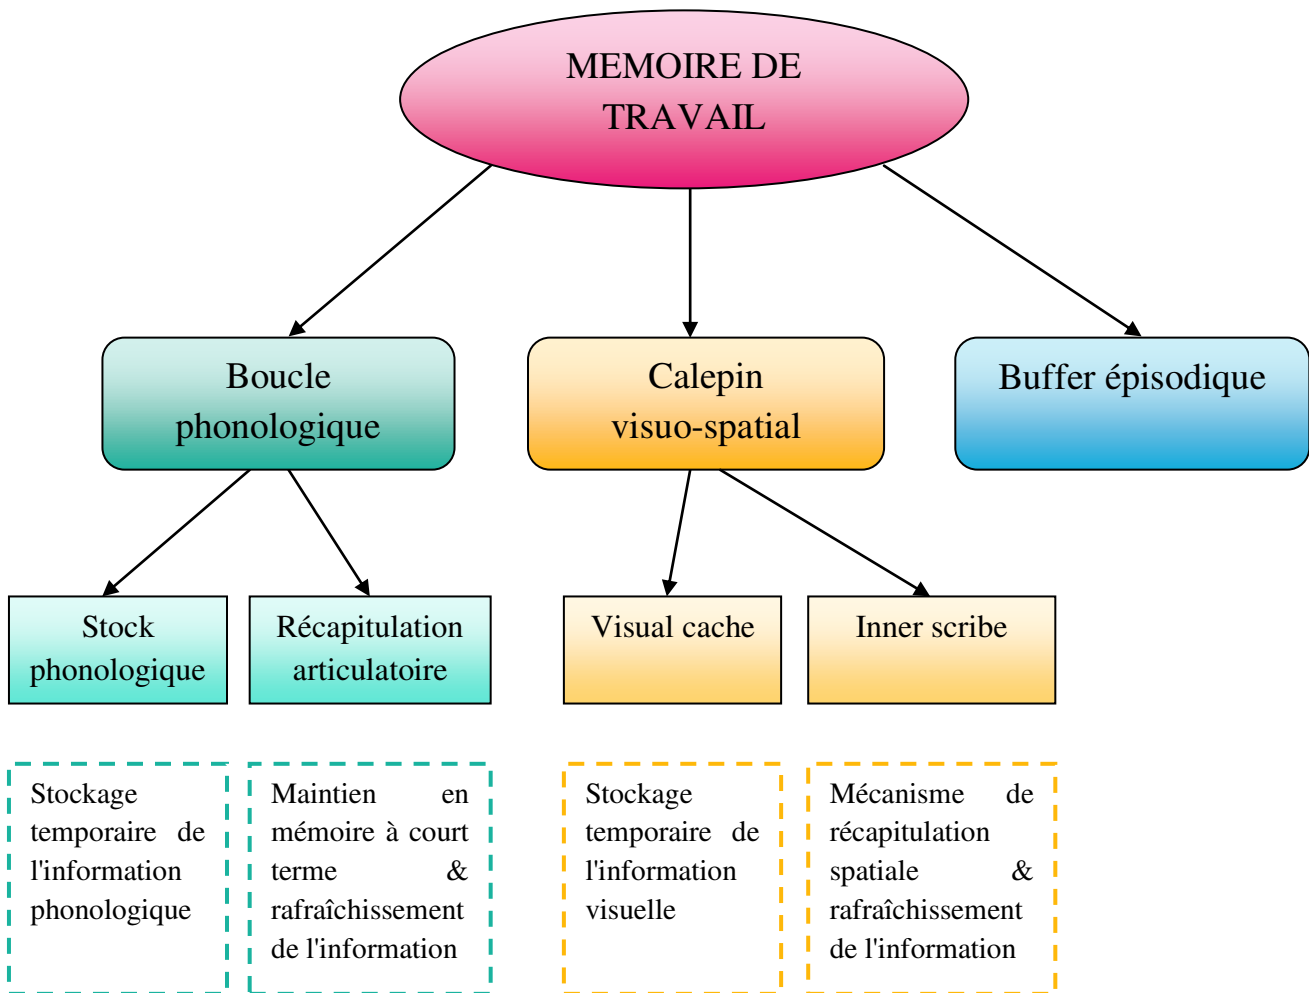 MEMOIRE DE
TRAVAIL
Boucle
phonologique
Calepin
visuo-spatial
Buffer épisodique
Stock
phonologique
Récapitulation
articulatoire
Visual cache
Inner scribe
Stockage
temporaire de
l'information
phonologique
Maintien en
mémoire à court
terme &
rafraîchissement
de l'information
Stockage
temporaire de
l'information
visuelle
Mécanisme de
récapitulation
spatiale &
rafraîchissement
de l'information